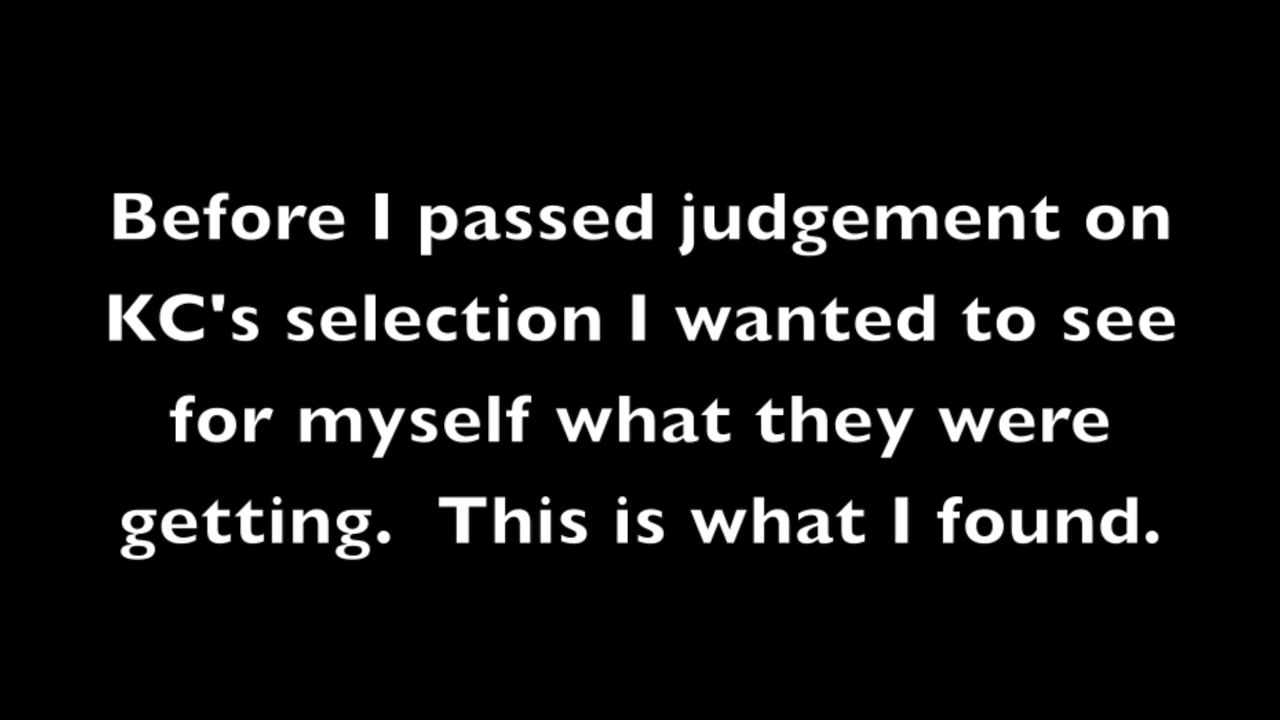 Before I passed judgement on
KC's selection I wanted to see
for myself what they were
getting.  This is what I found.